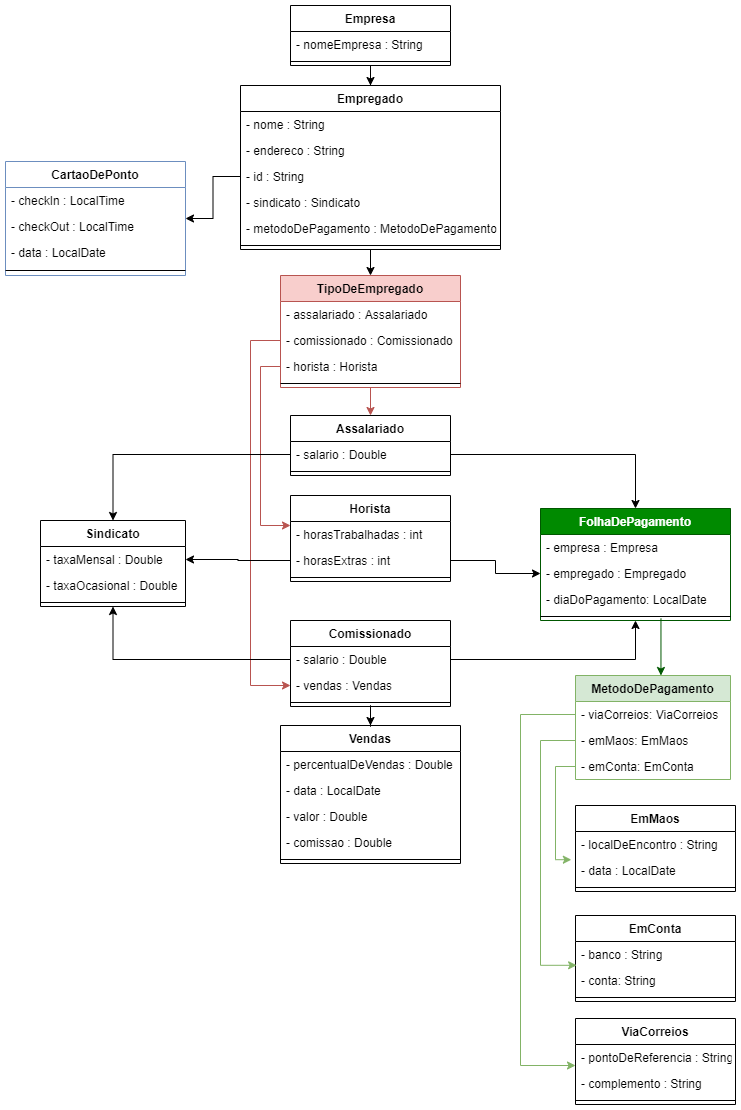 Empresa
- nomeEmpresa : String
Empregado
- nome : String
- endereco : String
- id : String
- sindicato : Sindicato
- metodoDePagamento : MetodoDePagamento
CartaoDePonto
- checkIn : LocalTime
- checkOut : LocalTime
- data : LocalDate
TipoDeEmpregado
- assalariado : Assalariado
- comissionado : Comissionado
- horista : Horista
Assalariado
- salario : Double
Horista
- horasTrabalhadas : int
- horasExtras : int
Sindicato
- taxaMensal : Double
- taxaOcasional : Double
FolhaDePagamento
- empresa : Empresa
- empregado : Empregado
- diaDoPagamento: LocalDate
Comissionado
- salario : Double
- vendas : Vendas
MetodoDePagamento
- viaCorreios: ViaCorreios
- emMaos: EmMaos
- emConta: EmConta
Vendas
- percentualDeVendas : Double
- data : LocalDate
- valor : Double
- comissao : Double
EmMaos
- localDeEncontro : String
- data : LocalDate
EmConta
- banco : String
- conta: String
ViaCorreios
- pontoDeReferencia : String
- complemento : String